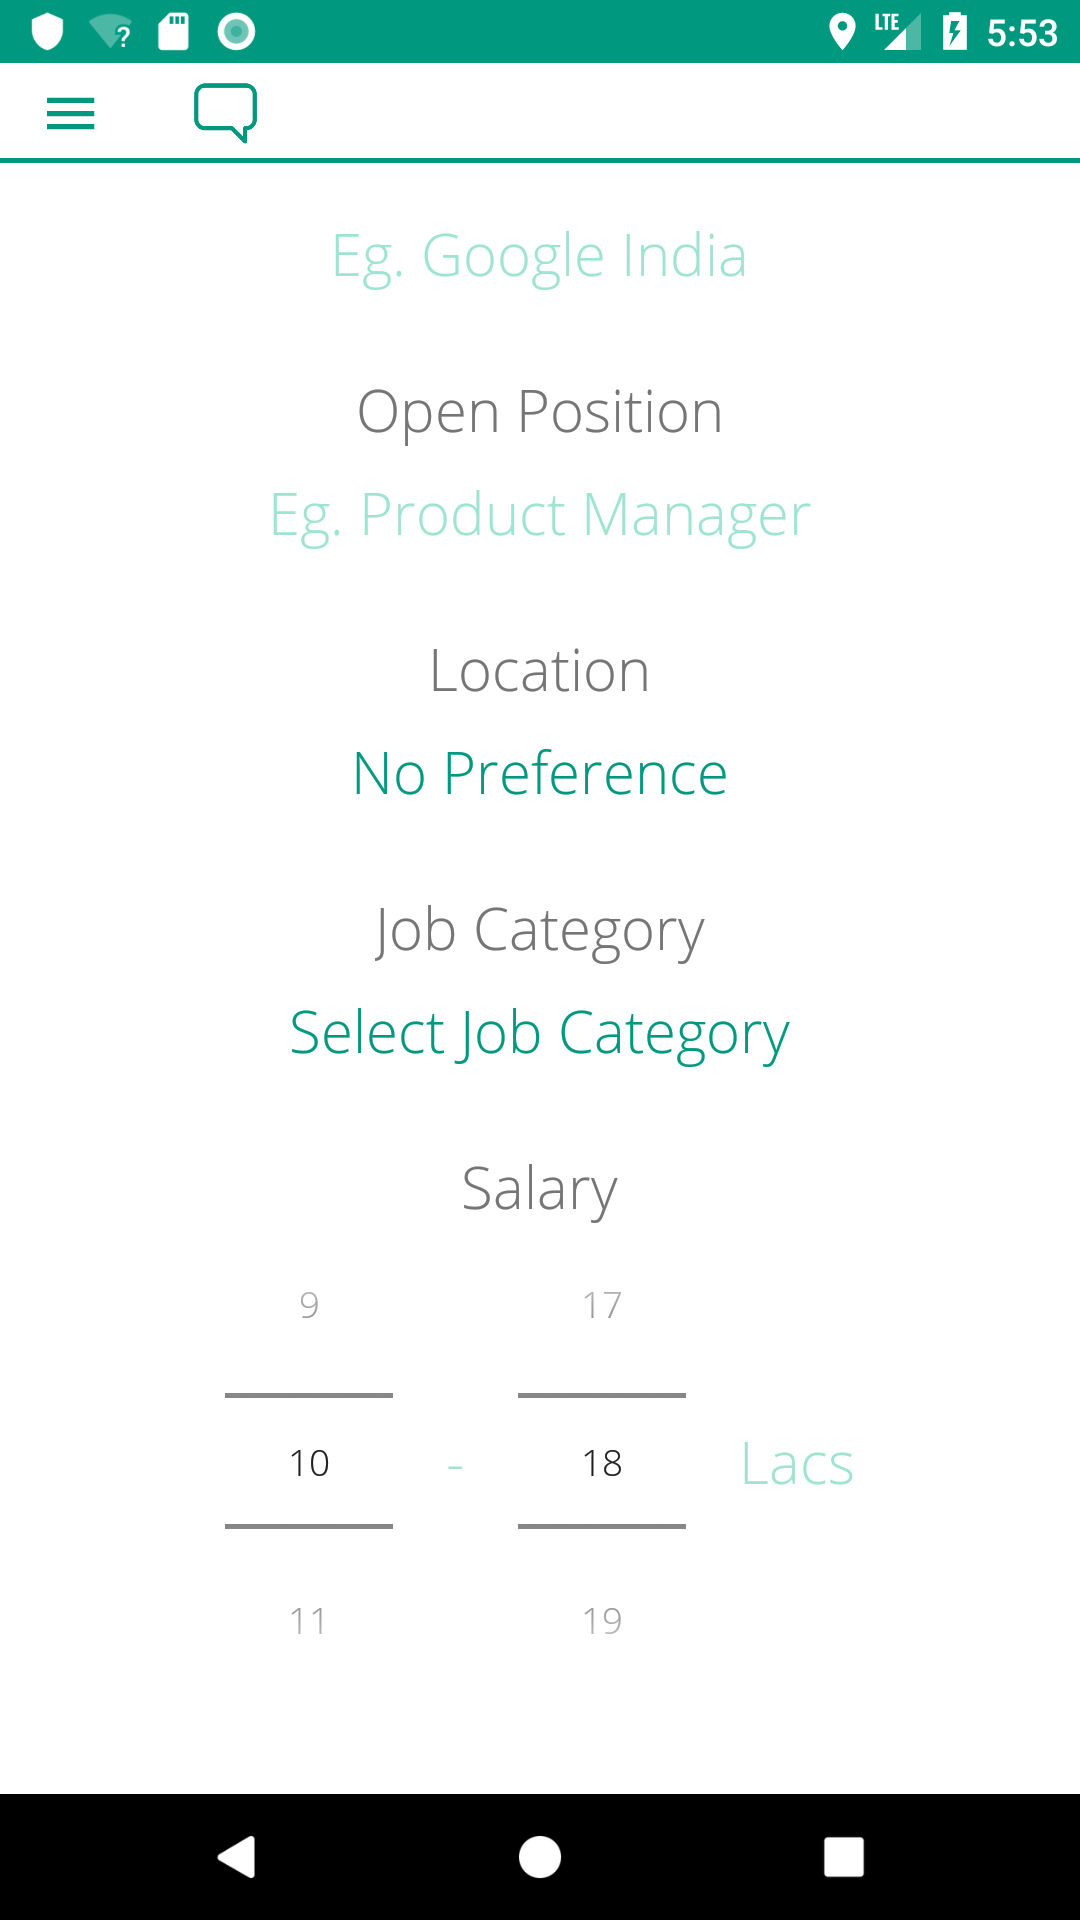 LTE 5:53
Eg. Google India
Open Position
Eg. Product Manager
Location
No Preference
Job Category
Select Job Category
Salary
9 17
10 - 18 Lacs
11 19